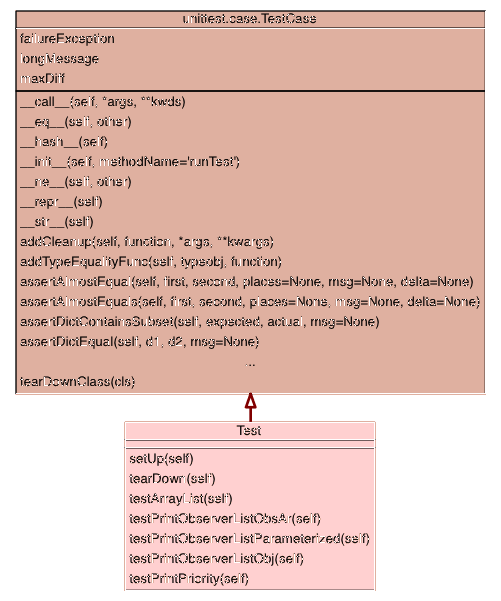 unittest.case.TestCase
failureException
longMessage
maxDiff
__call__(self, *args, **kwds)
__eq__(self, other)
__hash__(self)
__init__(self, methodName='runTest')
__ne__(self, other)
__repr__(self)
__str__(self)
addCleanup(self, function, *args, **kwargs)
addTypeEqualityFunc(self, typeobj, function)
assertAlmostEqual(self, first, second, places=None, msg=None, delta=None)
assertAlmostEquals(self, first, second, places=None, msg=None, delta=None)
assertDictContainsSubset(self, expected, actual, msg=None)
assertDictEqual(self, d1, d2, msg=None)
...
tearDownClass(cls)
Test
setUp(self)
tearDown(self)
testArrayList(self)
testPrintObserverListObsAr(self)
testPrintObserverListParameterized(self)
testPrintObserverListObj(self)
testPrintPriority(self)